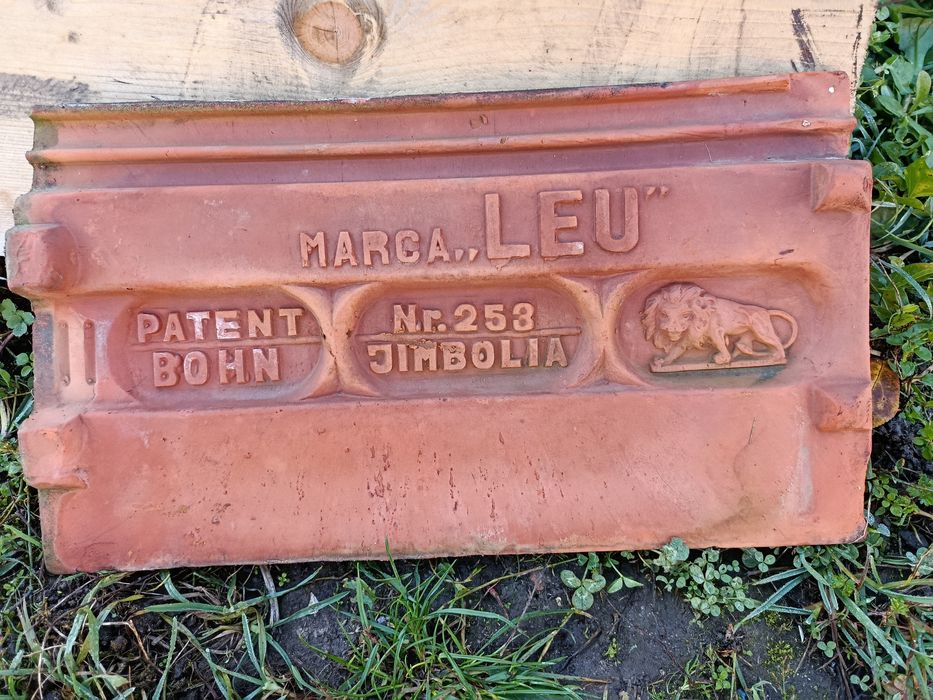 MARCA „LEU”
PATENT
BOHN
Nr. 253
JIMBOLIA